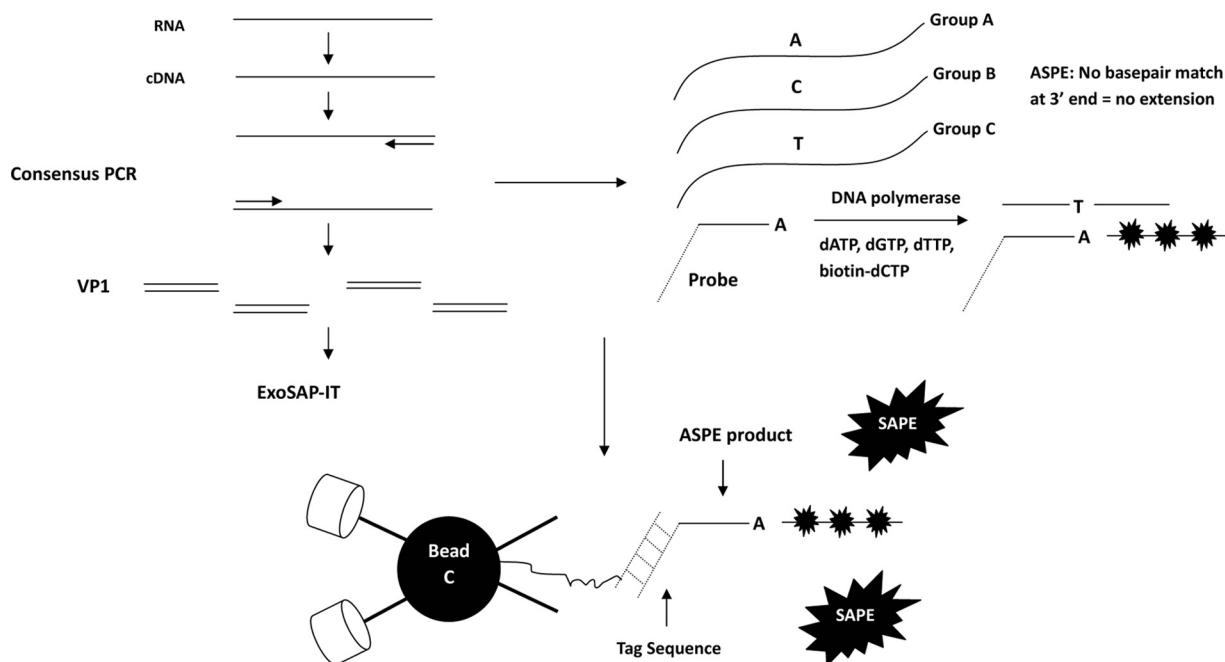 RNA
cDNA
Consensus PCR
VP1
ExoSAP-IT
A
Group A
C
Group B
T
Group C
ASPE: No basepair match
at 3’ end = no extension
A
Probe
DNA polymerase
dATP, dGTP, dTTP,
biotin-dCTP
T
A
ASPE product
SAPE
A
Bead
C
SAPE
Tag Sequence